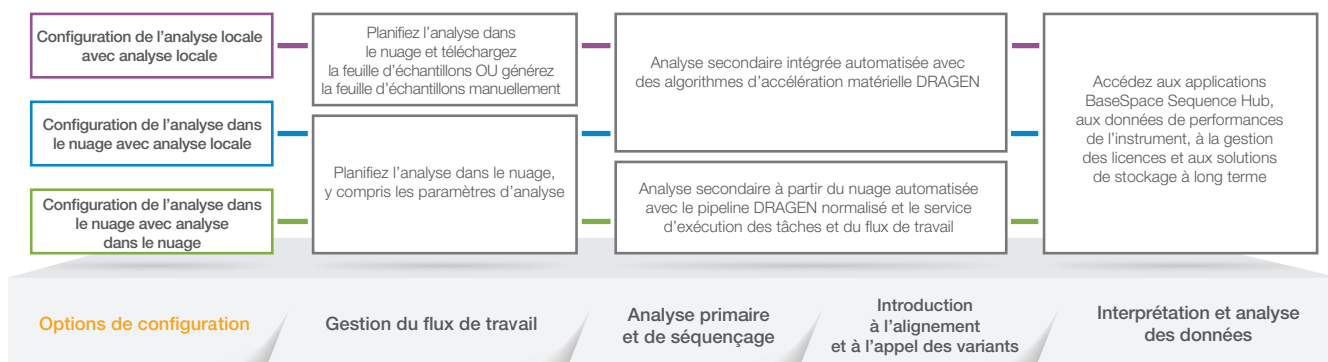 Configuration de l'analyse locale
avec analyse locale
Configuration de l'analyse dans
le nuage avec analyse locale
Configuration de l'analyse dans
le nuage avec analyse
dans le nuage
Planifiez l'analyse dans
le nuage et téléchargez
la feuille d'échantillons OU générez
la feuille d'échantillons manuellement
Planifiez l'analyse dans le nuage,
y compris les paramètres d'analyse
Analyse secondaire intégrée automatisée avec
des algorithmes d'accélération matérielle DRAGEN
Analyse secondaire à partir du nuage automatisée
avec le pipeline DRAGEN normalisé et le service
d'exécution des tâches et du flux de travail
Accédez aux applications
BaseSpace Sequence Hub,
aux données de performances
de l'instrument, à la gestion
des licences et aux solutions
de stockage à long terme
Options de configuration
Gestion du flux de travail
Analyse primaire
et de séquençage
Introduction
à l'alignement
et à l'appel des variants
Interprétation et analyse
des données